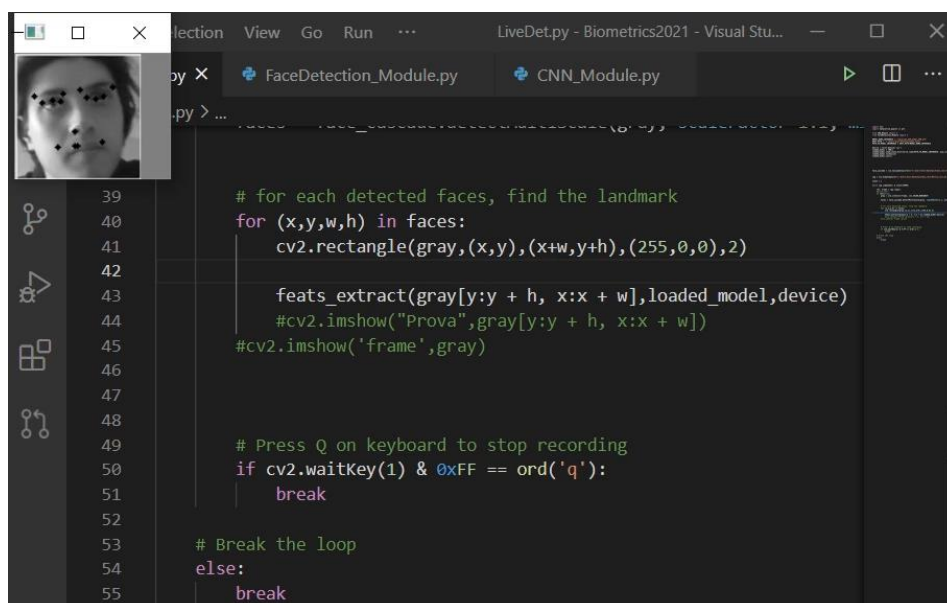 lection View Go Run ··· LiveDet.py - Biometrics2021 - Visual Stu...
py FaceDetection_Module.py CNN_Module.py
.py > ...
39 # for each detected faces, find the landmark
40 for (x,y,w,h) in faces:
41 cv2.rectangle(gray,(x,y),(x+w,y+h),(255,0,0),2)
42
43 feats_extract(gray[y:y + h, x:x + w],loaded_model,device)
44 #cv2.imshow("Prova",gray[y:y + h, x:x + w])
45 #cv2.imshow('frame',gray)
46
47
48
49 # Press Q on keyboard to stop recording
50 if cv2.waitKey(1) & 0xFF == ord('q'):
51 break
52
53 # Break the loop
54 else:
55 break